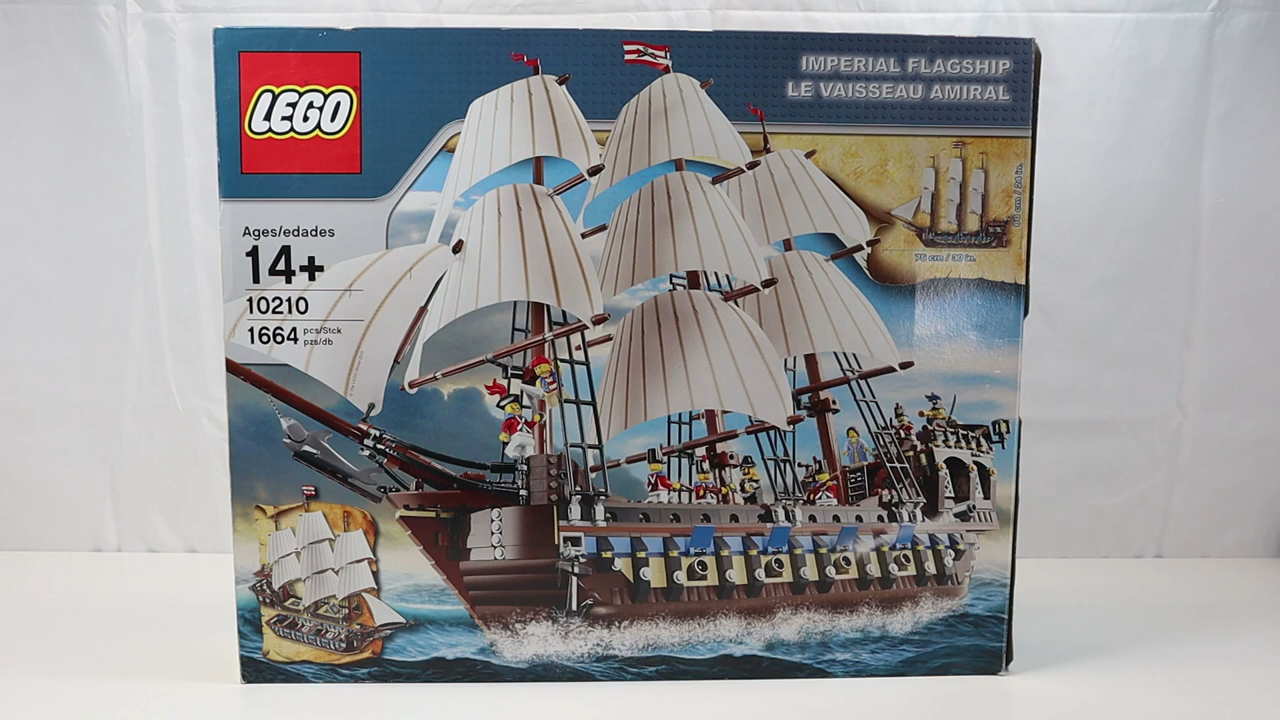 LEGO
IMPERIAL FLAGSHIP
LE VAISSEAU AMIRAL
Ages/edades
14+
10210
1664 pcs/Stck
pzs/db
60 cm / 24 in.
76 cm / 30 in.